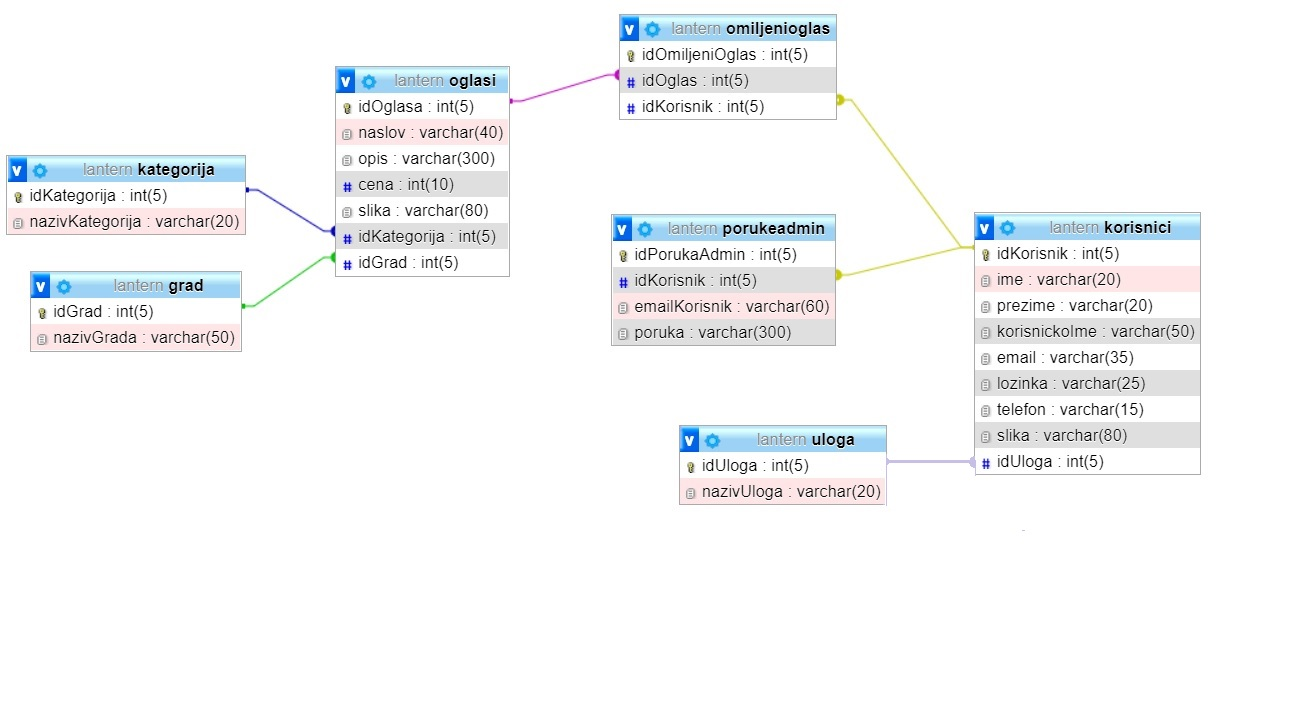 v lantern omiljenioglas
idOmiljeniOglas : int(5)
# idOglas : int(5)
# idKorisnik : int(5)
v lantern oglasi
idOglasa : int(5)
naslov : varchar(40)
opis : varchar(300)
# cena : int(10)
slika : varchar(80)
# idKategorija : int(5)
# idGrad : int(5)
v lantern kategorija
idKategorija : int(5)
nazivKategorija : varchar(20)
v lantern grad
idGrad : int(5)
nazivGrada : varchar(50)
v lantern porukeadmin
idPorukaAdmin : int(5)
# idKorisnik : int(5)
emailKorisnik : varchar(60)
poruka : varchar(300)
v lantern korisnici
idKorisnik : int(5)
ime : varchar(20)
prezime : varchar(20)
korisnickoIme : varchar(50)
email : varchar(35)
lozinka : varchar(25)
telefon : varchar(15)
slika : varchar(80)
# idUloga : int(5)
v lantern uloga
idUloga : int(5)
nazivUloga : varchar(20)